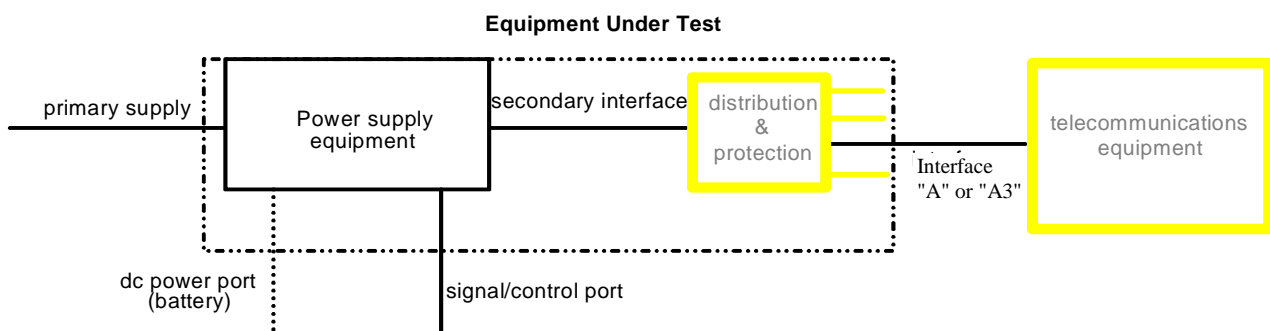 Equipment Under Test
primary supply
Power supply
equipment
secondary interface
distribution
&
protection
Interface
"A" or "A3"
telecommunications
equipment
dc power port
(battery)
signal/control port